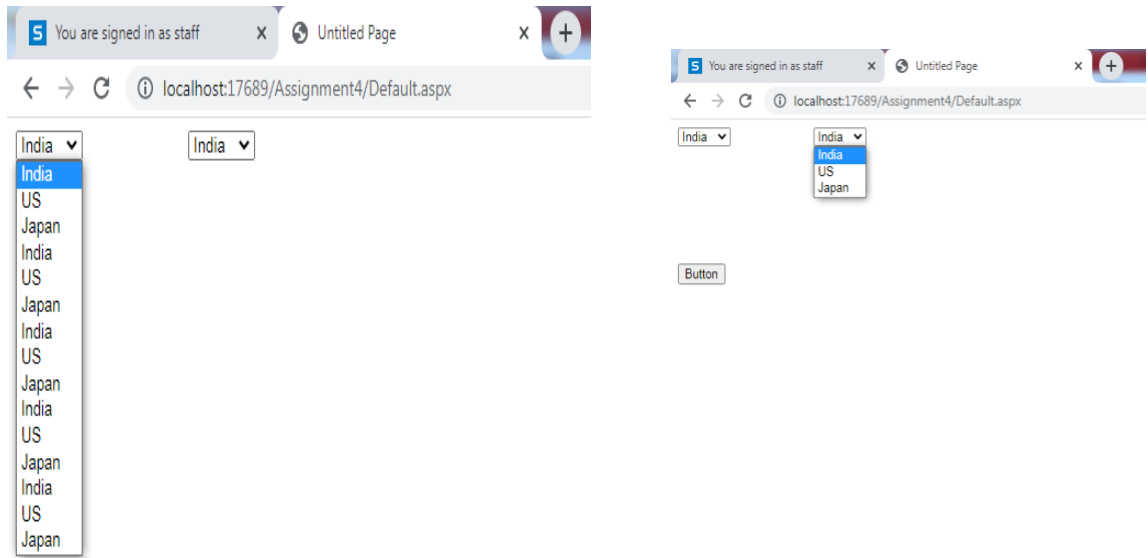 S You are signed in as staff x Untitled Page x +
localhost:17689/Assignment4/Default.aspx
India India
India
US
Japan
India
US
Japan
India
US
Japan
India
US
Japan
India
US
Japan
S You are signed in as staff x Untitled Page x +
localhost:17689/Assignment4/Default.aspx
India India
India
US
Japan
Button